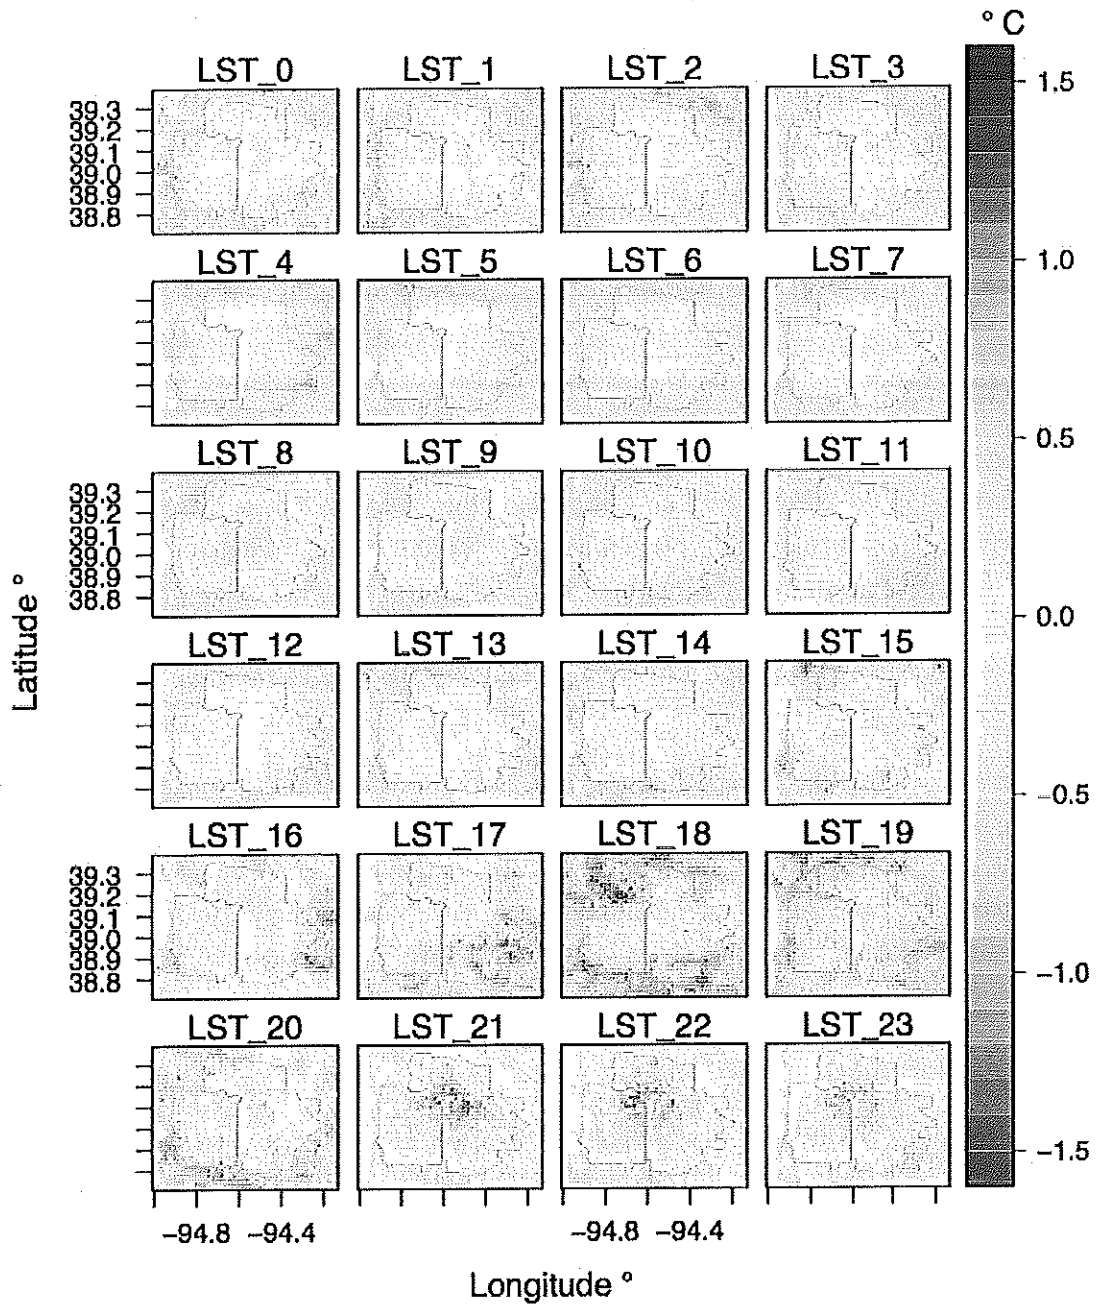 ° C
LST_0 LST_1 LST_2 LST_3
39.3
39.2
39.1
39.0
38.9
38.8
1.5
1.0
LST_4 LST_5 LST_6 LST_7
0.5
LST_8 LST_9 LST_10 LST_11
39.3
39.2
39.1
39.0
38.9
38.8
0.0
Latitude °
LST_12 LST_13 LST_14 LST_15
−0.5
LST_16 LST_17 LST_18 LST_19
39.3
39.2
39.1
39.0
38.9
38.8
−1.0
LST_20 LST_21 LST_22 LST_23
−1.5
−94.8 −94.4 −94.8 −94.4
Longitude °